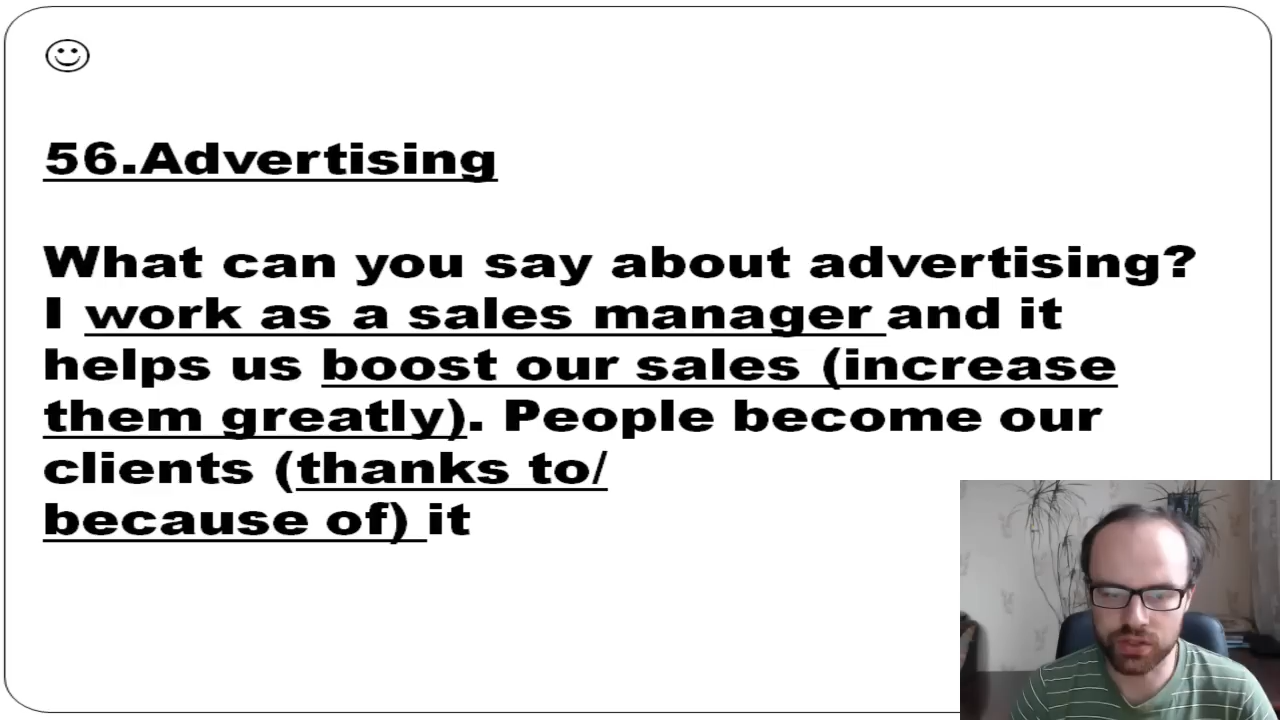 56.Advertising
What can you say about advertising?
I work as a sales manager and it
helps us boost our sales (increase
them greatly). People become our
clients (thanks to/
because of) it